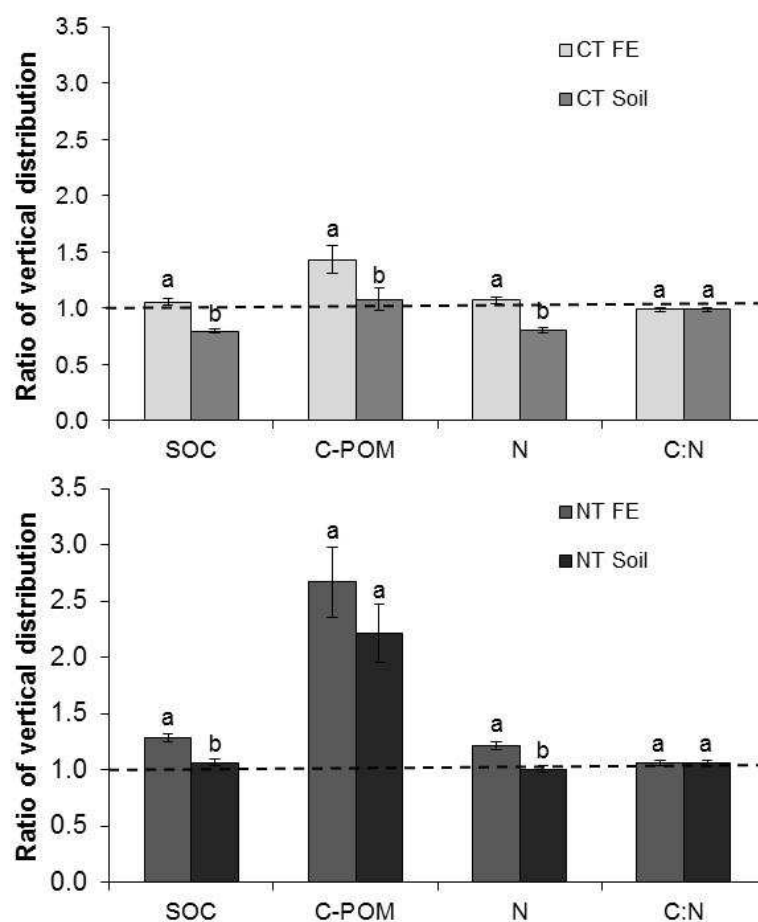 Ratio of vertical distribution
3.5
3.0
2.5
2.0
1.5
1.0
0.5
0.0
CT FE
CT Soil
a
b
a
b
a
b
a
a
SOC
C-POM
N
C:N
Ratio of vertical distribution
3.5
3.0
2.5
2.0
1.5
1.0
0.5
0.0
NT FE
NT Soil
a
b
a
a
a
b
a
a
SOC
C-POM
N
C:N